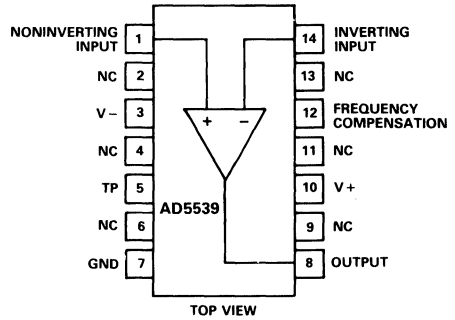 NONINVERTING
INPUT
1
14
INVERTING
INPUT
NC
2
13
NC
V−
3
+
−
12
FREQUENCY
COMPENSATION
NC
4
11
NC
TP
5
AD5539
10
V+
NC
6
9
NC
GND
7
8
OUTPUT
TOP VIEW